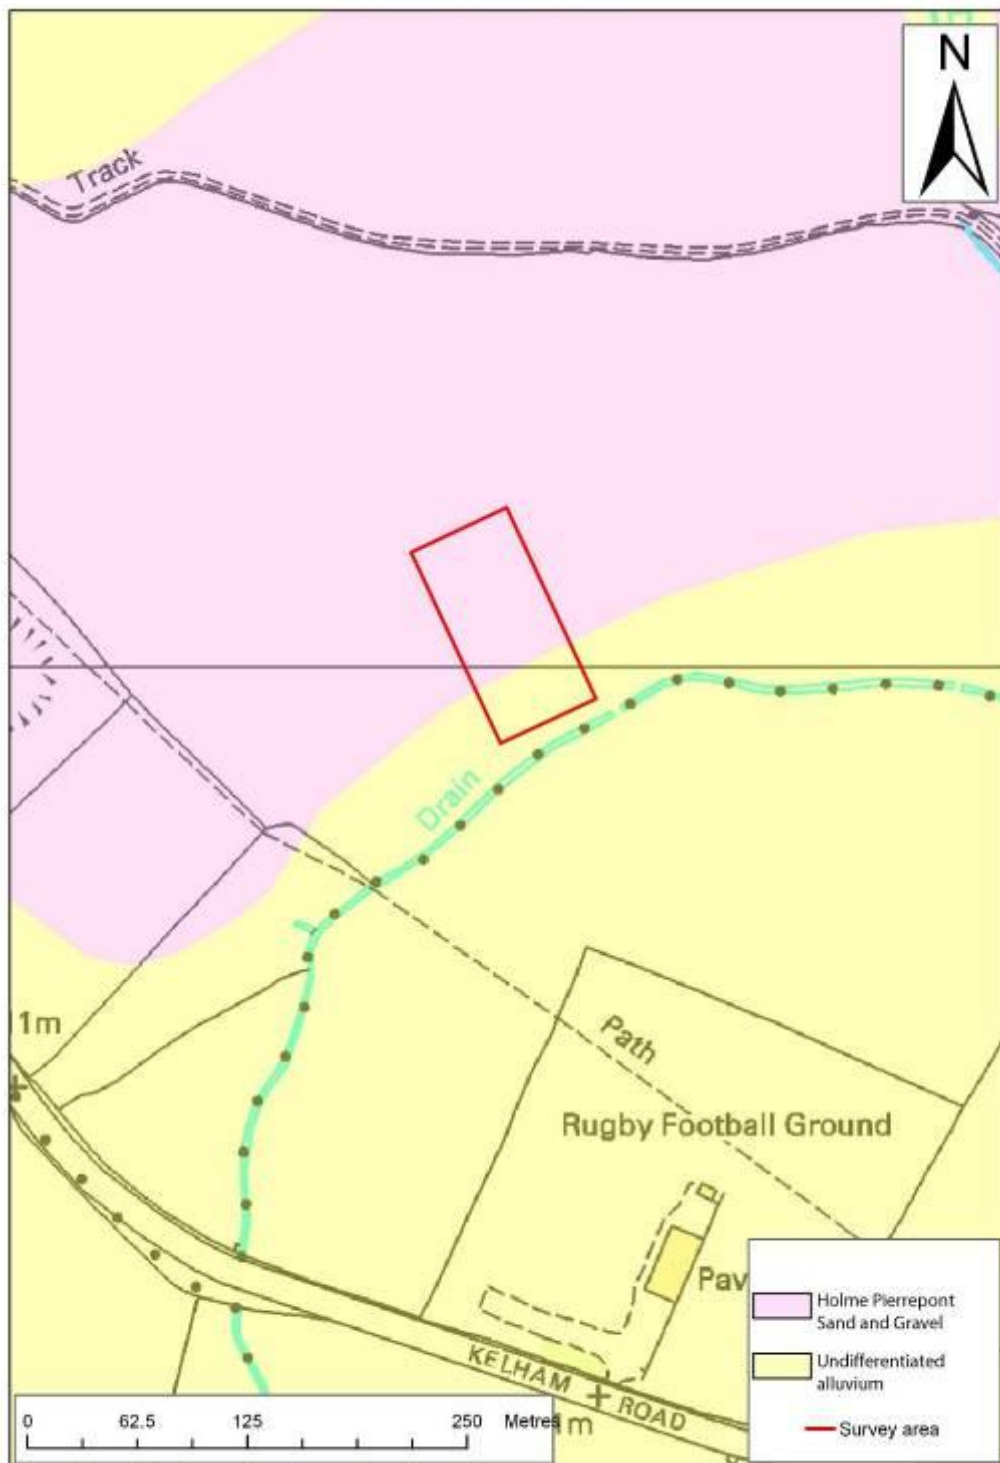 N
Track
Drain
11m
Path
Rugby Football Ground
Pav
Holme Pierrepont
Sand and Gravel
Undifferentiated
alluvium
Survey area
KELHAM ROAD
0 62.5 125 250 Metres
1m